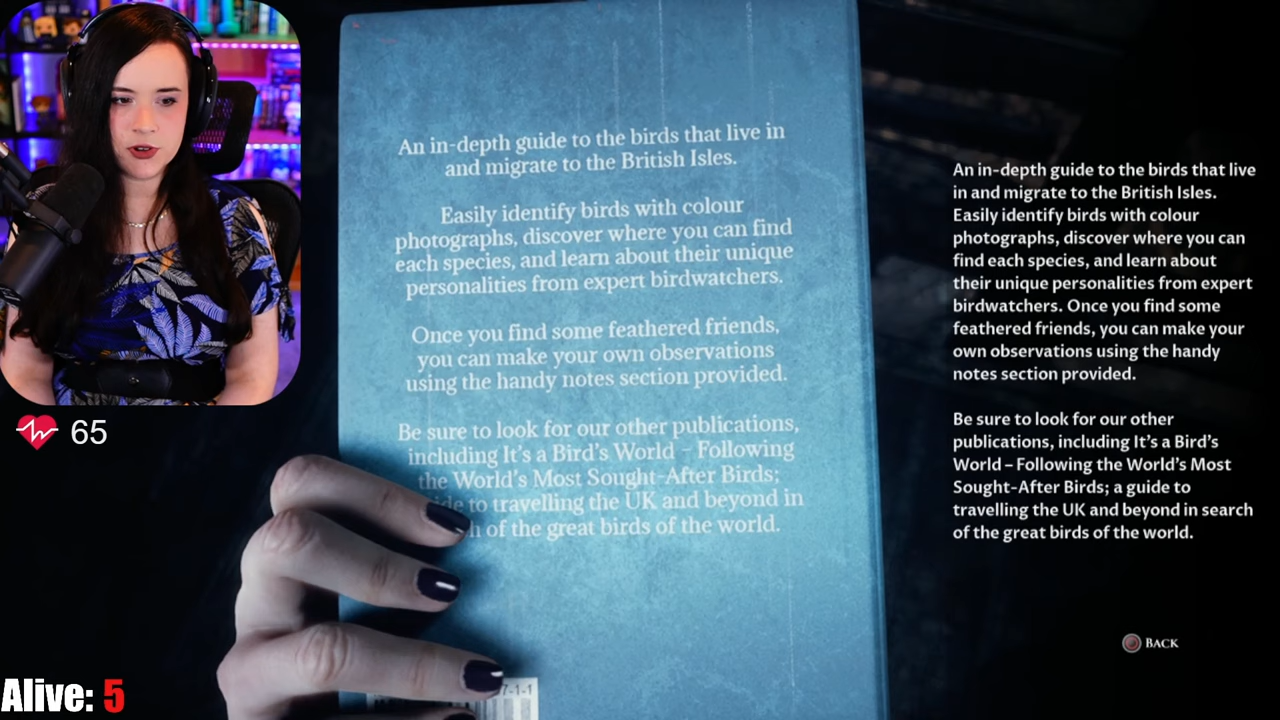 An in-depth guide to the birds that live in
and migrate to the British Isles.
Easily identify birds with colour
photographs, discover where you can find
each species, and learn about their unique
personalities from expert birdwatchers.
Once you find some feathered friends,
you can make your own observations
using the handy notes section provided.
Be sure to look for our other publications,
including It's a Bird's World – Following
the World's Most Sought-After Birds;
to travelling the UK and beyond in
of the great birds of the world.
7-1-1
An in-depth guide to the birds that live
in and migrate to the British Isles.
Easily identify birds with colour
photographs, discover where you can
find each species, and learn about
their unique personalities from expert
birdwatchers. Once you find some
feathered friends, you can make your
own observations using the handy
notes section provided.
Be sure to look for our other
publications, including It's a Bird's
World – Following the World's Most
Sought-After Birds; a guide to
travelling the UK and beyond in search
of the great birds of the world.
BACK
65
Alive: 5